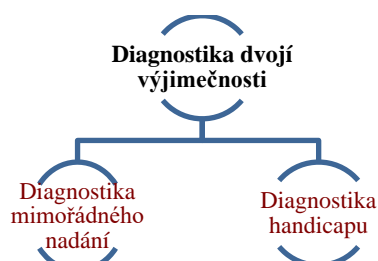 Diagnostika dvojí
výjimečnosti
Diagnostika
mimořádného
nadání
Diagnostika
handicapu